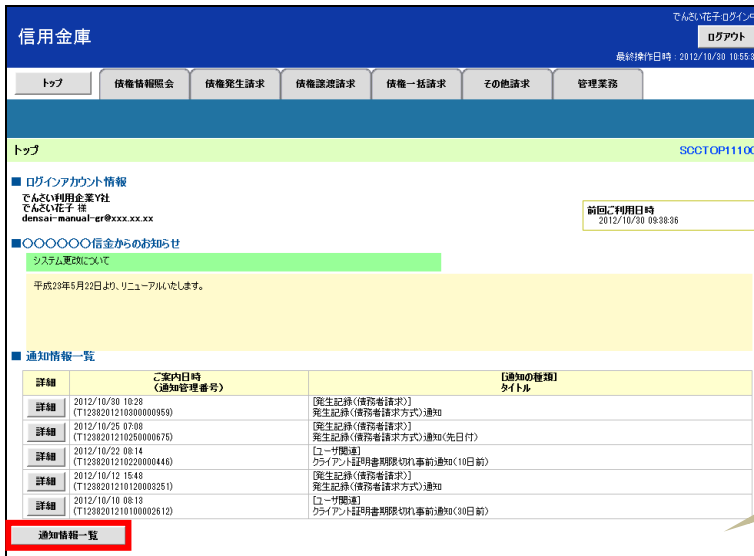 でんさい花子:ログイン中
信用金庫
ログアウト
最終操作日時：2012/10/30 10:55:3
トップ 債権情報照会 債権発生請求 債権譲渡請求 債権一括請求 その他請求 管理業務
トップ
SCCTOP11100
■ ログインアカウント情報
でんさい利用企業Y社
でんさい花子 様
densai-manual-gr@xxx.xx.xx
前回ご利用日時
2012/10/30 09:38:36
■〇〇〇〇〇〇信金からのお知らせ
システム更改について
平成23年5月22日より、リニューアルいたします。
■ 通知情報一覧
詳細
ご案内日時
（通知管理番号）
[通知の種類]
タイトル
詳細
2012/10/30 10:28
(T1238201210300000959)
[発生記録(債務者請求)]
発生記録(債務者請求方式)通知
詳細
2012/10/25 07:08
(T1238201210250000675)
[発生記録(債務者請求)]
発生記録(債務者請求方式)通知(先日付)
詳細
2012/10/22 08:14
(T1238201210220000446)
[ユーザ関連]
クライアント証明書期限切れ事前通知(10日前)
詳細
2012/10/12 15:48
(T1238201210120003251)
[発生記録(債務者請求)]
発生記録(債務者請求方式)通知
詳細
2012/10/10 08:13
(T1238201210100002612)
[ユーザ関連]
クライアント証明書期限切れ事前通知(30日前)
通知情報一覧